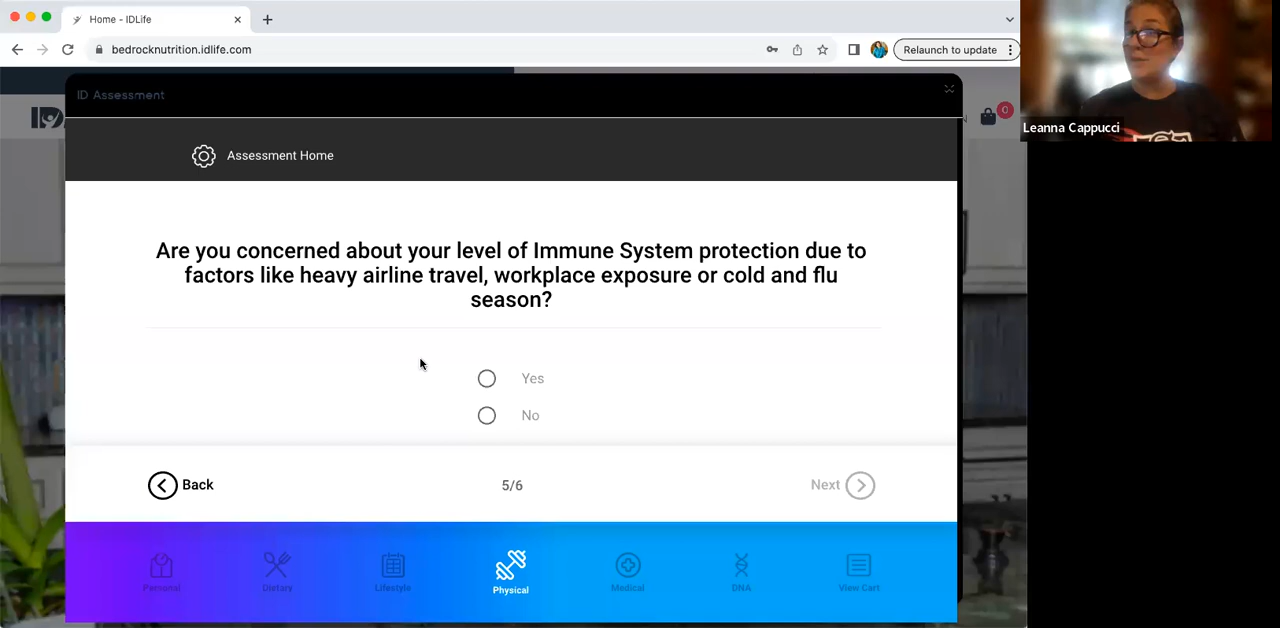 Home - IDLife
bedrocknutrition.idlife.com
Relaunch to update
ID Assessment
ID
0
Leanna Cappucci
Assessment Home
Are you concerned about your level of Immune System protection due to
factors like heavy airline travel, workplace exposure or cold and flu
season?
Yes
No
Back
5/6
Next
Personal
Dietary
Lifestyle
Physical
Medical
DNA
View Cart